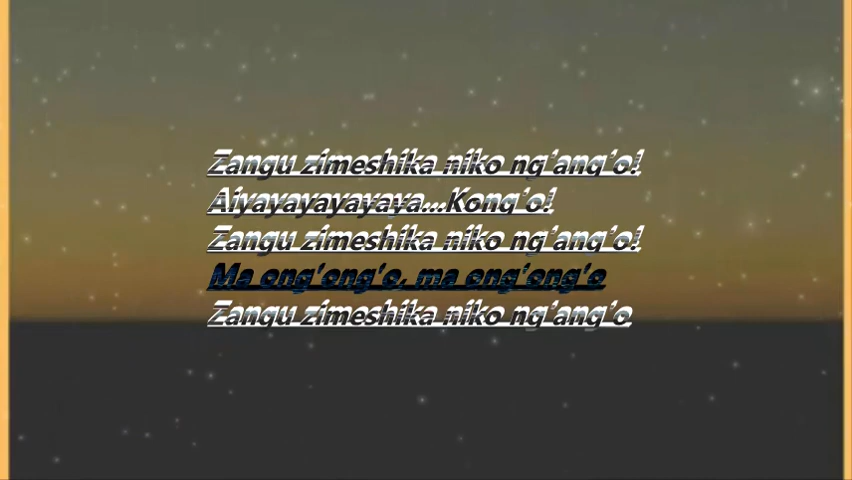 Zangu zimeshika niko ng'ang'o!
Aiyayayayayaya...Kong'o!
Zangu zimeshika niko ng'ang'o!
Ma ong'ong'o, ma ong'ong'o
Zangu zimeshika niko ng'ang'o